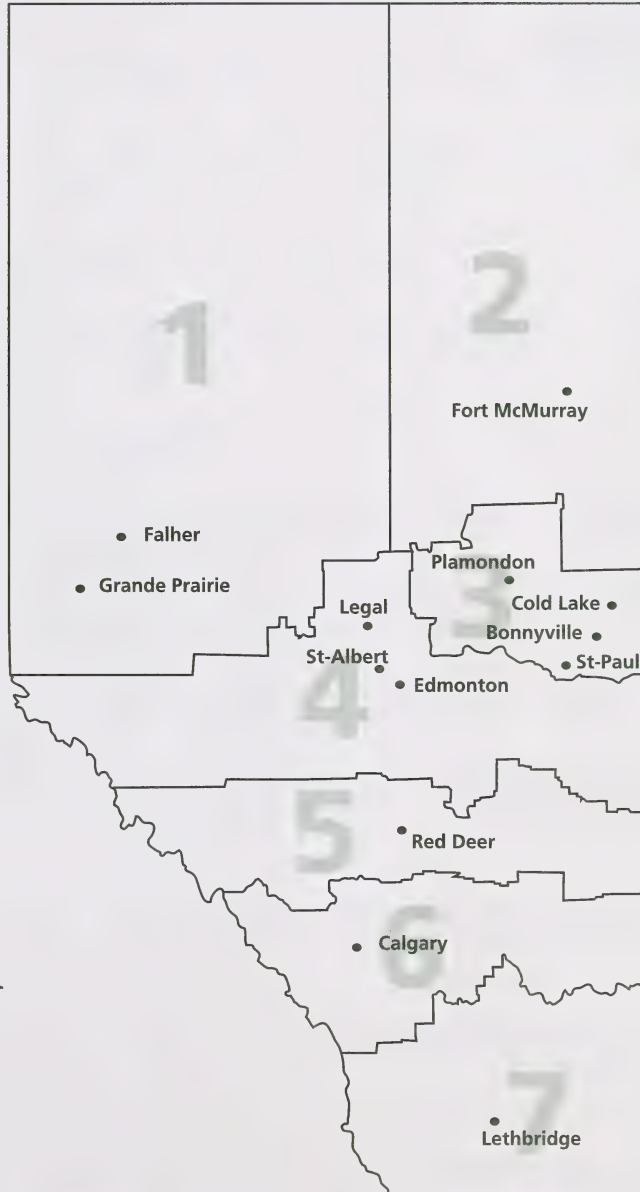 2
1
Fort McMurray
Falher
Plamondon
Grande Prairie
3
Cold Lake
Legal
Bonnyville
St-Albert
St-Paul
4
Edmonton
5
Red Deer
6
Calgary
7
Lethbridge